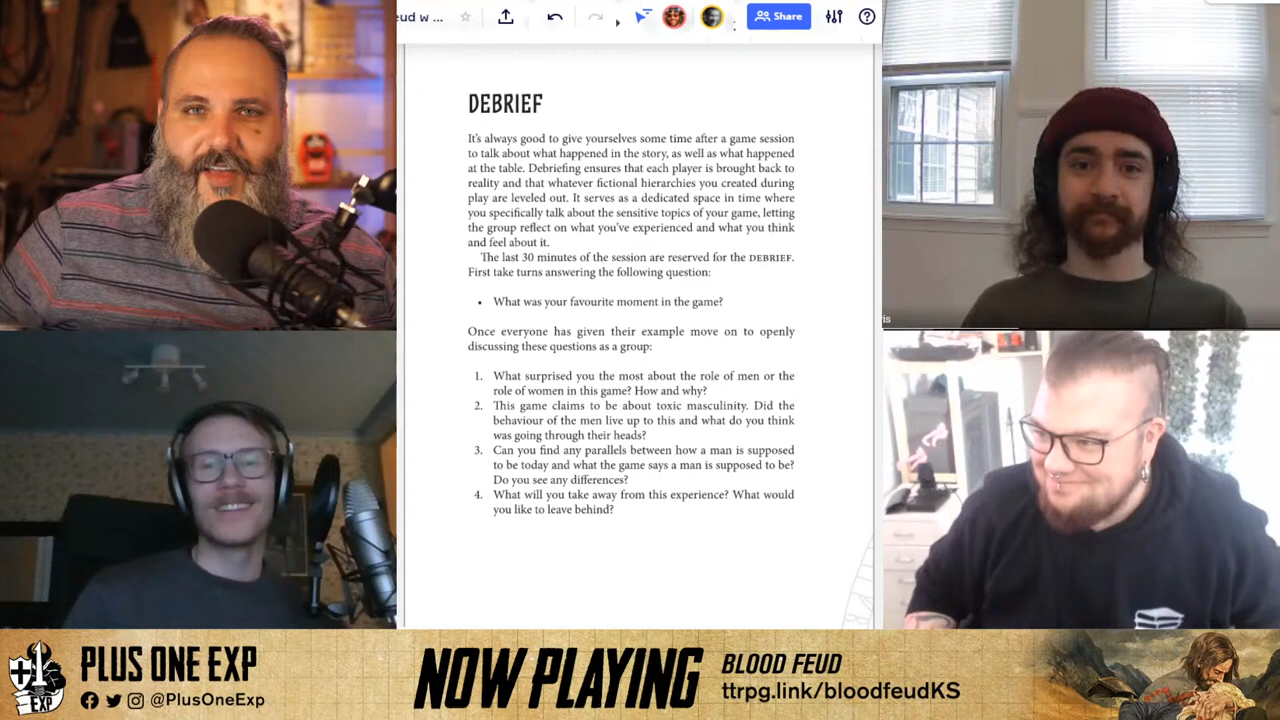 eud w ...
Share
DEBRIEF
It's always good to give yourselves some time after a game session
to talk about what happened in the story, as well as what happened
at the table. Debriefing ensures that each player is brought back to
reality and that whatever fictional hierarchies you created during
play are leveled out. It serves as a dedicated space in time where
you specifically talk about the sensitive topics of your game, letting
the group reflect on what you've experienced and what you think
and feel about it.
The last 30 minutes of the session are reserved for the DEBRIEF.
First take turns answering the following question:
• What was your favourite moment in the game?
Once everyone has given their example move on to openly
discussing these questions as a group:
1. What surprised you the most about the role of men or the
role of women in this game? How and why?
2. This game claims to be about toxic masculinity. Did the
behaviour of the men live up to this and what do you think
was going through their heads?
3. Can you find any parallels between how a man is supposed
to be today and what the game says a man is supposed to be?
Do you see any differences?
4. What will you take away from this experience? What would
you like to leave behind?
is
+1
EXP
PLUS ONE EXP
@PlusOneExp
NOW PLAYING
BLOOD FEUD
ttrpg.link/bloodfeudKS